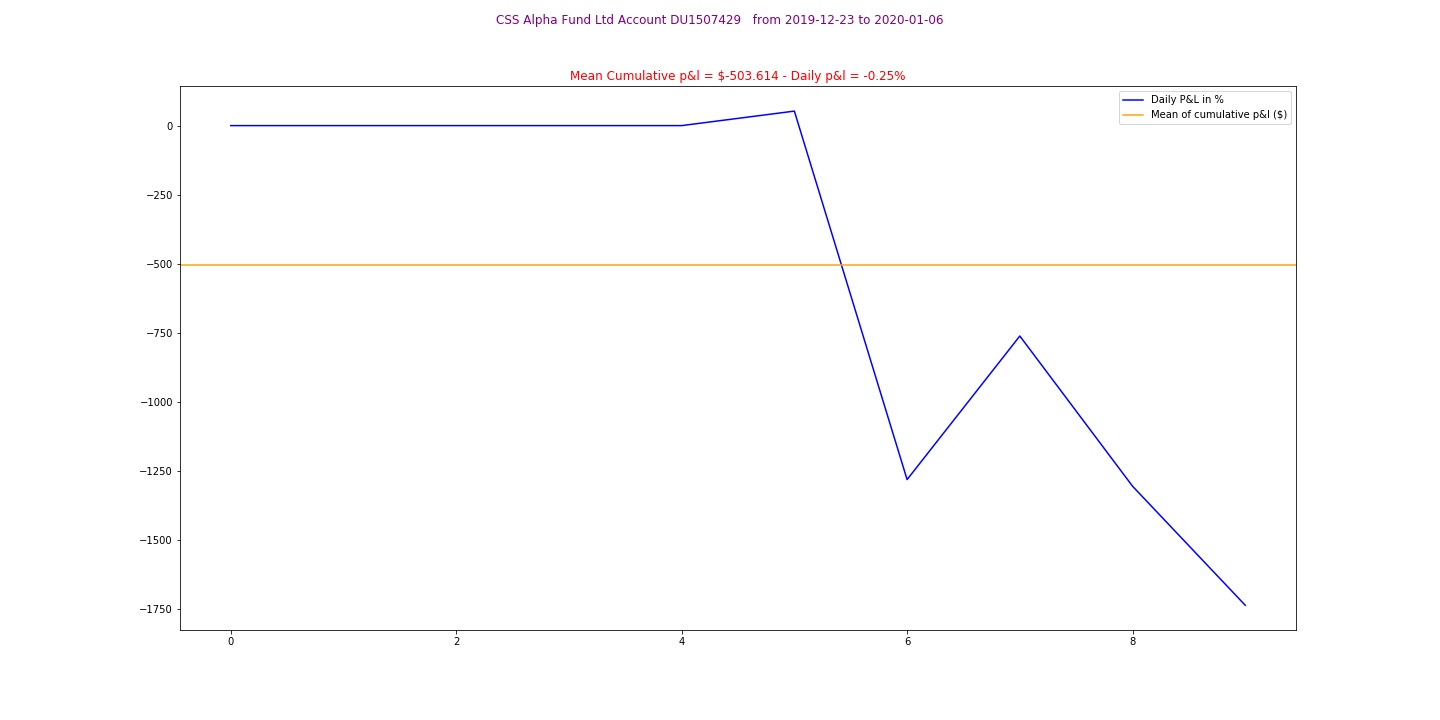 CSS Alpha Fund Ltd Account DU1507429   from 2019-12-23 to 2020-01-06
Mean Cumulative p&l = $-503.614 - Daily p&l = -0.25%
Daily P&L in %
Mean of cumulative p&l ($)
0
−250
−500
−750
−1000
−1250
−1500
−1750
0 2 4 6 8